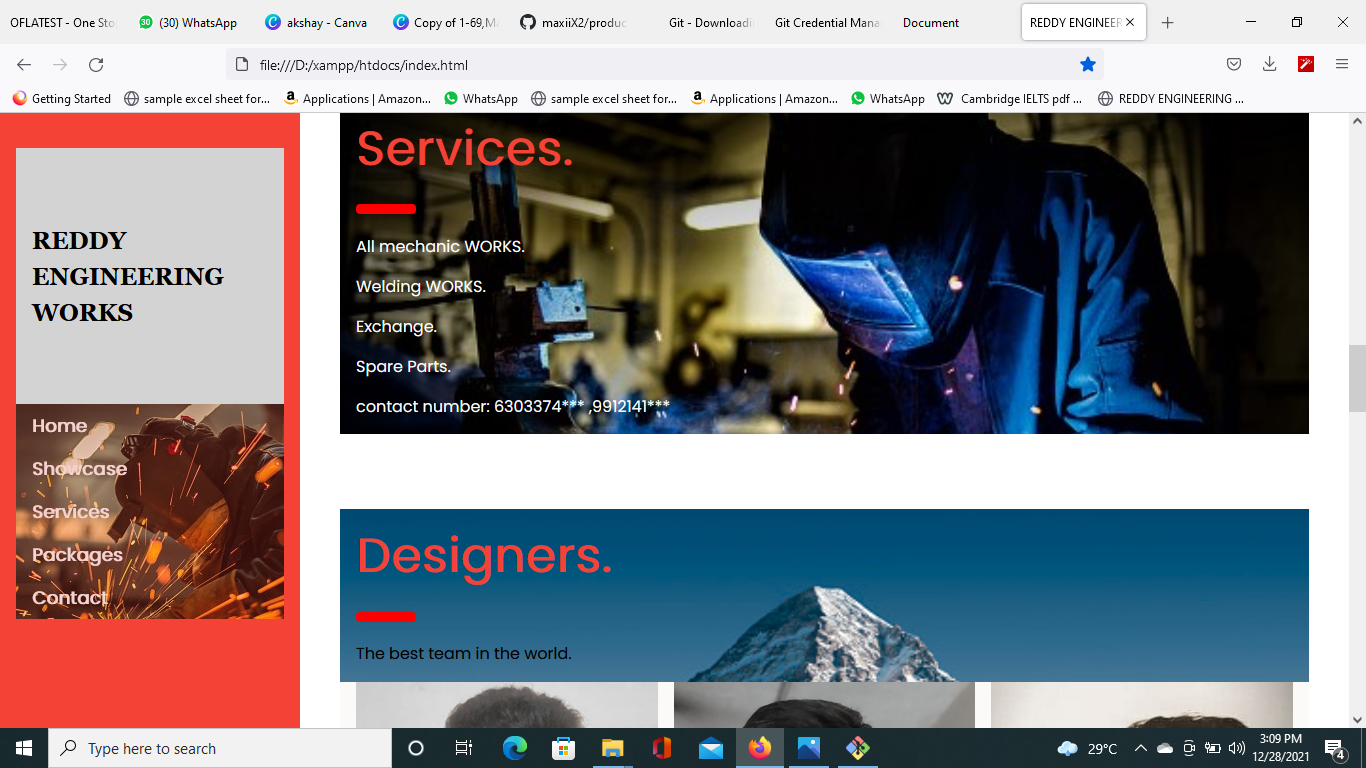 OFLATEST - One Sto
30 (30) WhatsApp
akshay - Canva
Copy of 1-69,M
maxiiX2/produc
Git - Downloadi
Git Credential Mana
Document
REDDY ENGINEER
file:///D:/xampp/htdocs/index.html
Getting Started
sample excel sheet for...
Applications | Amazon...
WhatsApp
sample excel sheet for...
Applications | Amazon...
WhatsApp
Cambridge IELTS pdf ...
REDDY ENGINEERING ...
REDDY
ENGINEERING
WORKS
Home
Showcase
Services
Packages
Contact
Services.
All mechanic WORKS.
Welding WORKS.
Exchange.
Spare Parts.
contact number: 6303374*** ,9912141***
Designers.
The best team in the world.
Type here to search
29°C
3:09 PM
12/28/2021
4